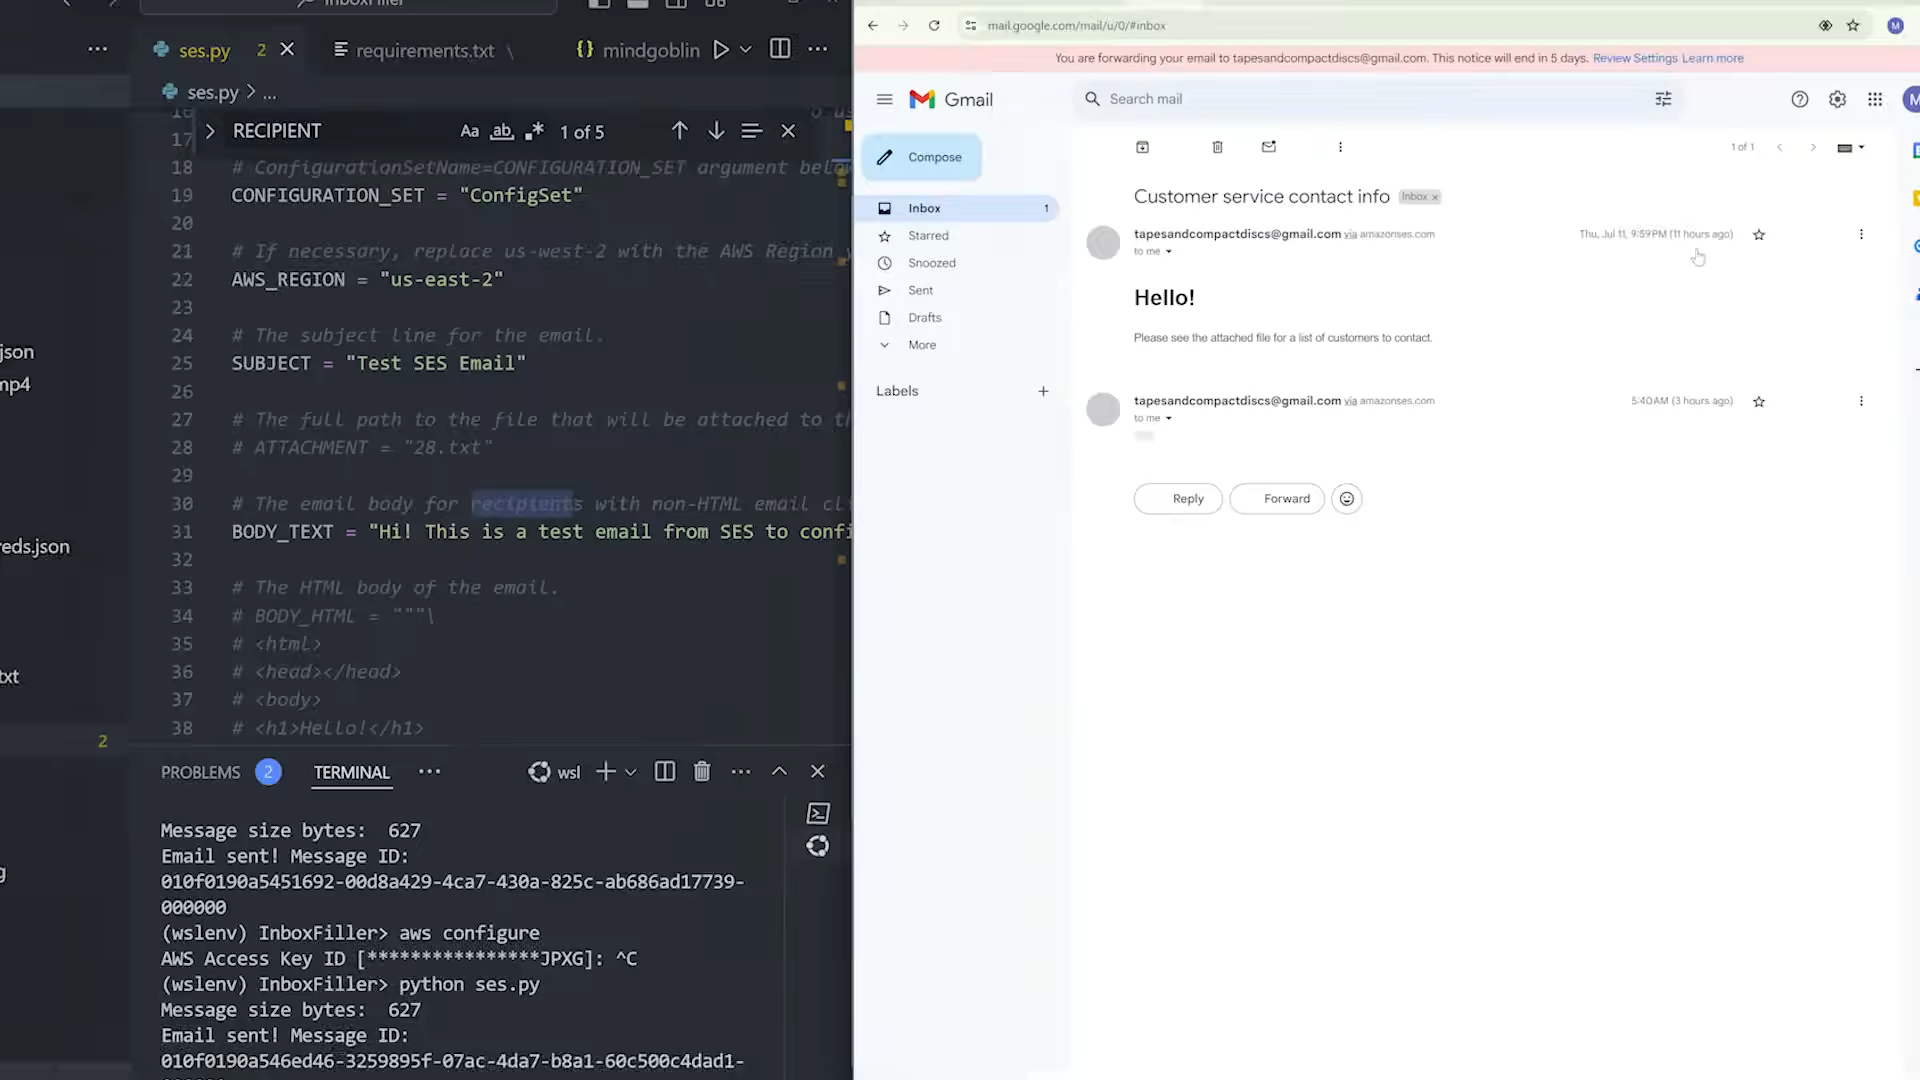 InboxFiller
ses.py 2
requirements.txt
{} mindgoblin
ses.py > ...
RECIPIENT
Aa ab 1 of 5
17
18 # ConfigurationSetName=CONFIGURATION_SET argument below
19 CONFIGURATION_SET = "ConfigSet"
20
21 # If necessary, replace us-west-2 with the AWS Region y
22 AWS_REGION = "us-east-2"
23
24 # The subject line for the email.
25 SUBJECT = "Test SES Email"
26
27 # The full path to the file that will be attached to th
28 # ATTACHMENT = "28.txt"
29
30 # The email body for recipients with non-HTML email cli
31 BODY_TEXT = "Hi! This is a test email from SES to confi
32
33 # The HTML body of the email.
34 # BODY_HTML = """\
35 # <html>
36 # <head></head>
37 # <body>
38 # <h1>Hello!</h1>
json
mp4
reds.json
txt
2
g
PROBLEMS 2 TERMINAL
wsl
Message size bytes: 627
Email sent! Message ID:
010f0190a5451692-00d8a429-4ca7-430a-825c-ab686ad17739-
000000
(wslenv) InboxFiller> aws configure
AWS Access Key ID [****************JPXG]: ^C
(wslenv) InboxFiller> python ses.py
Message size bytes: 627
Email sent! Message ID:
010f0190a546ed46-3259895f-07ac-4da7-b8a1-60c500c4dad1-
mail.google.com/mail/u/0/#inbox
M
You are forwarding your email to tapesandcompactdiscs@gmail.com. This notice will end in 5 days. Review Settings Learn more
Gmail
Search mail
M
Compose
Inbox 1
Starred
Snoozed
Sent
Drafts
More
Labels +
1 of 1
Customer service contact info Inbox x
tapesandcompactdiscs@gmail.com via amazonses.com
Thu, Jul 11, 9:59 PM (11 hours ago)
to me
Hello!
Please see the attached file for a list of customers to contact.
tapesandcompactdiscs@gmail.com via amazonses.com
5:40 AM (3 hours ago)
to me
Reply Forward